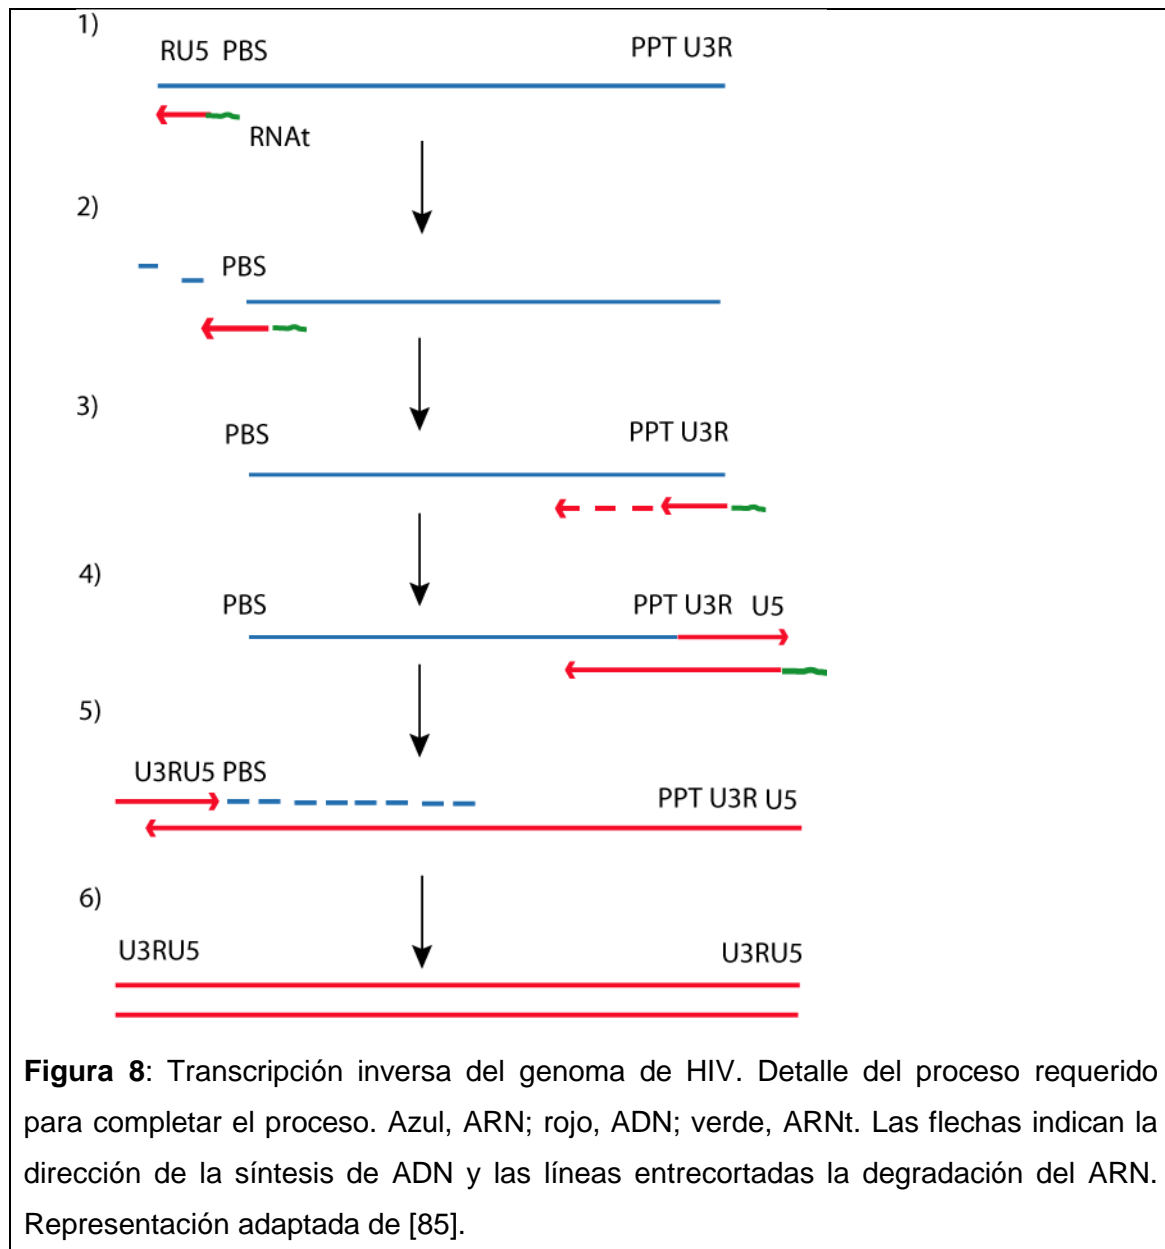 1)
RU5 PBS
PPT U3R
RNAt
2)
PBS
3)
PBS
PPT U3R
4)
PBS
PPT U3R U5
5)
U3RU5 PBS
PPT U3R U5
6)
U3RU5
U3RU5
Figura 8: Transcripción inversa del genoma de HIV. Detalle del proceso requerido
para completar el proceso. Azul, ARN; rojo, ADN; verde, ARNt. Las flechas indican la
dirección de la síntesis de ADN y las líneas entrecortadas la degradación del ARN.
Representación adaptada de [85].